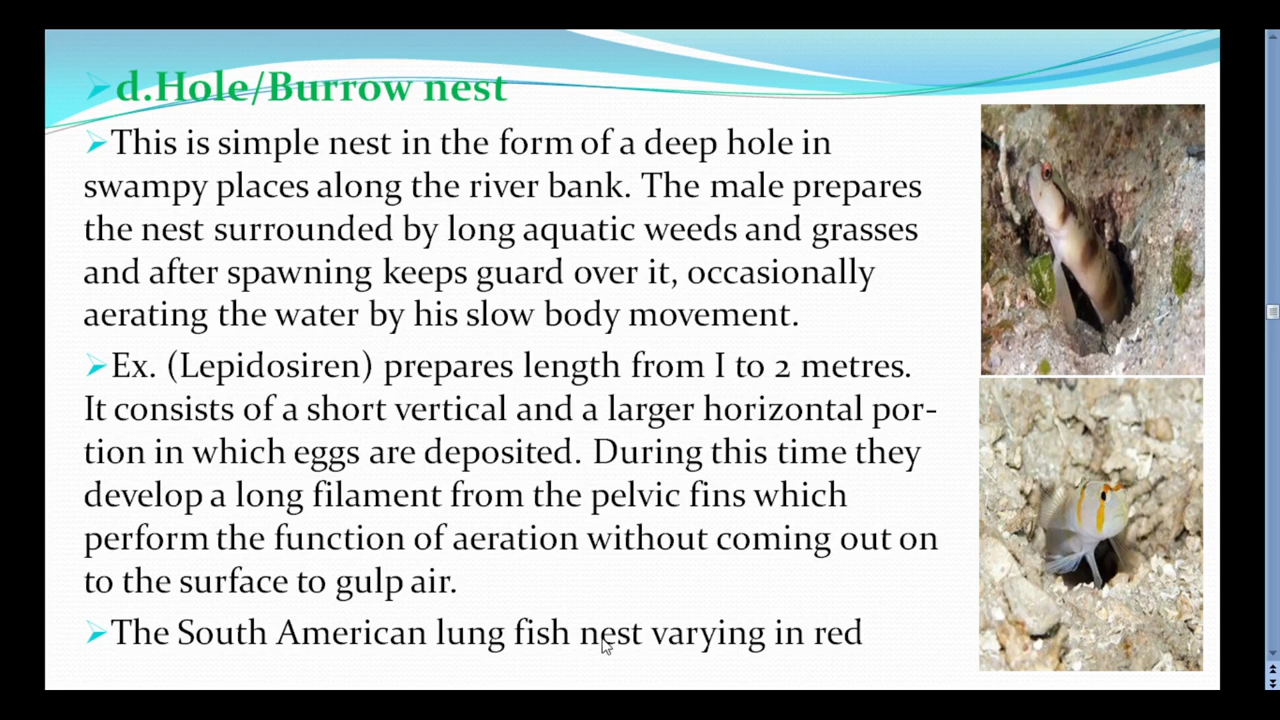 d.Hole/Burrow nest
This is simple nest in the form of a deep hole in
swampy places along the river bank. The male prepares
the nest surrounded by long aquatic weeds and grasses
and after spawning keeps guard over it, occasionally
aerating the water by his slow body movement.
Ex. (Lepidosiren) prepares length from I to 2 metres.
It consists of a short vertical and a larger horizontal por-
tion in which eggs are deposited. During this time they
develop a long filament from the pelvic fins which
perform the function of aeration without coming out on
to the surface to gulp air.
The South American lung fish nest varying in red